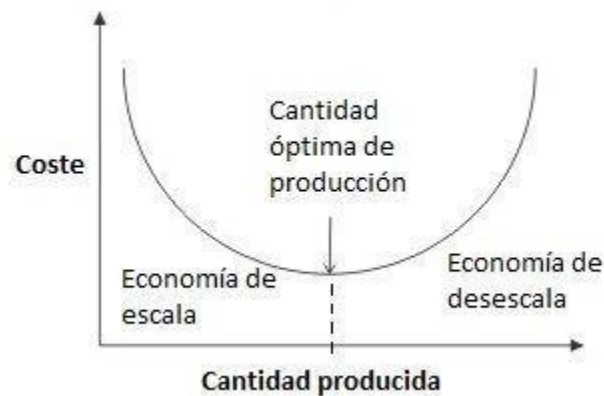 Cantidad
óptima de
producción
Coste
Economía de
escala
Economía de
desescala
Cantidad producida